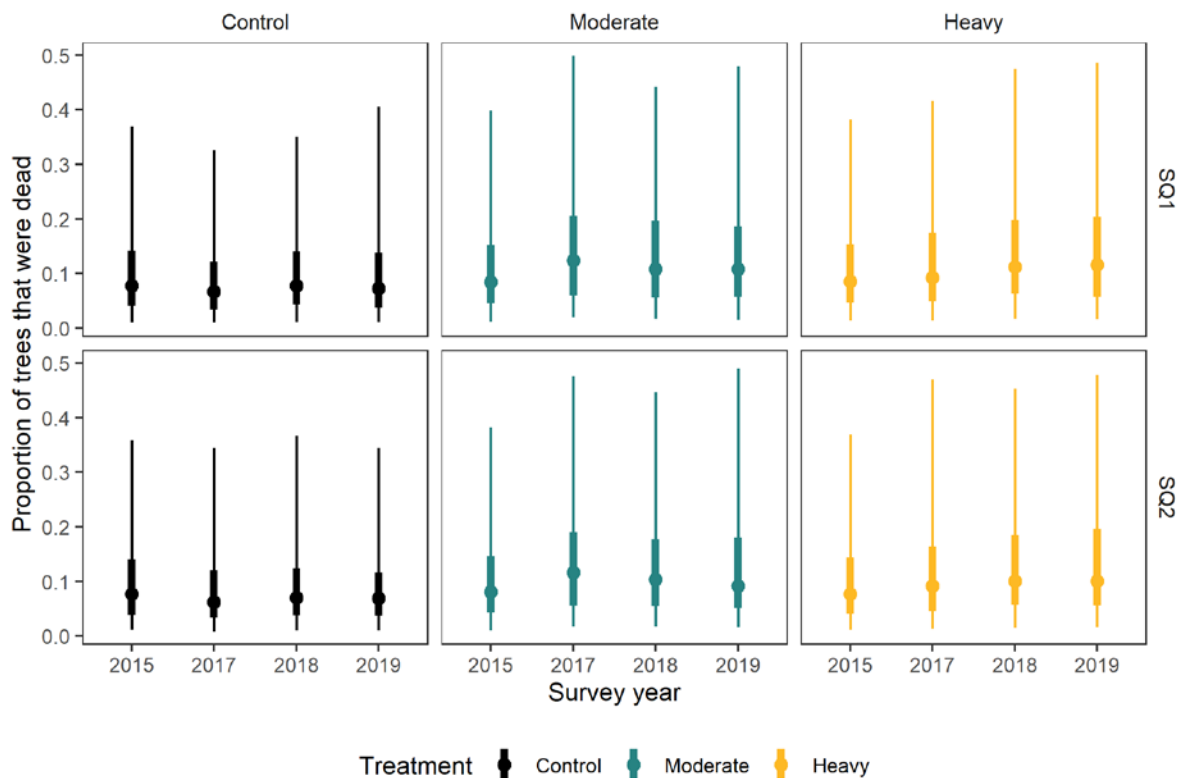 Control Moderate Heavy
Proportion of trees that were dead
0.5
0.4
0.3
0.2
0.1
0.0
SQ1
0.5
0.4
0.3
0.2
0.1
0.0
SQ2
2015 2017 2018 2019 2015 2017 2018 2019 2015 2017 2018 2019
Survey year
Treatment Control Moderate Heavy